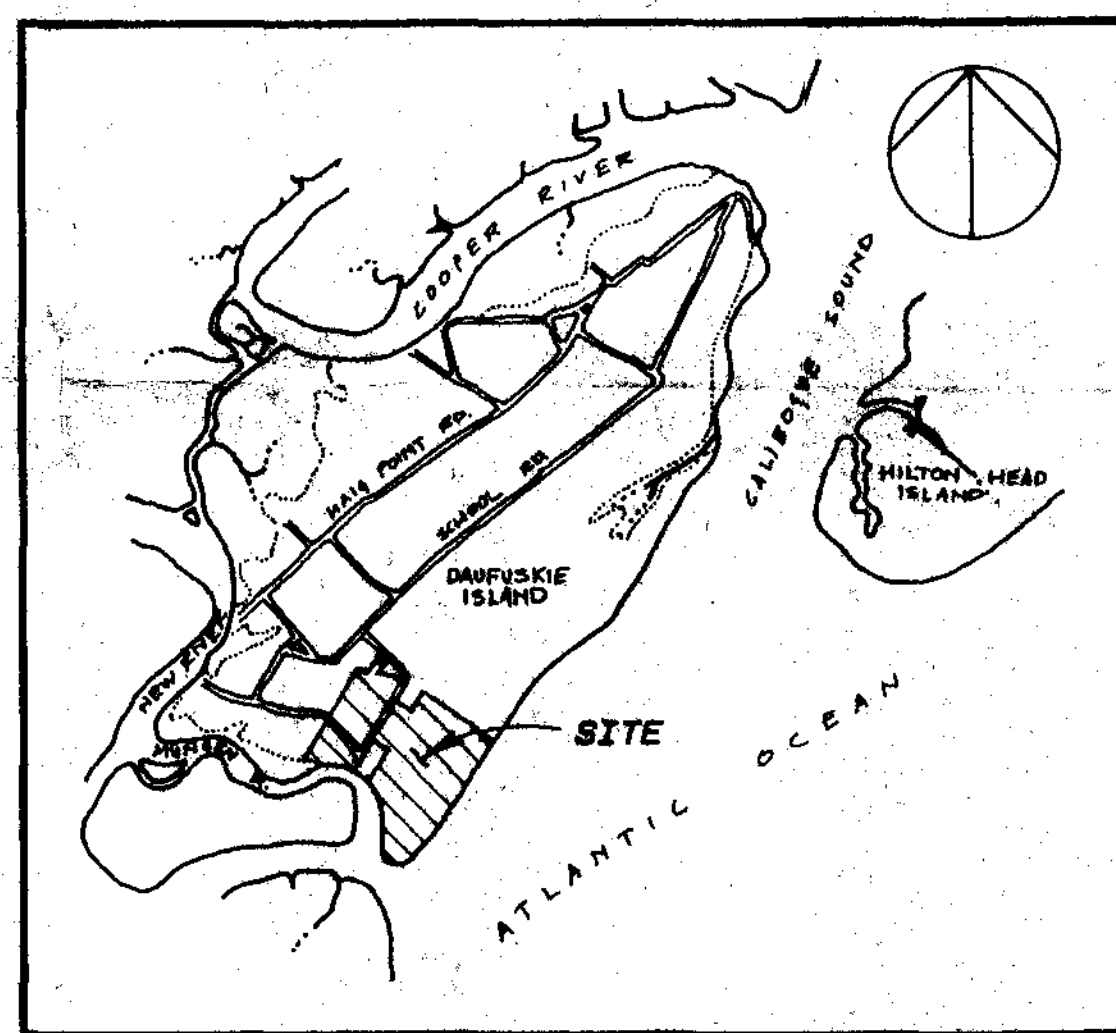 COOPER RIVER
CALIBOGUE SOUND
HAIG POINT RD.
SCHOOL RD.
HILTON HEAD
ISLAND
DAUFUSKIE
ISLAND
NEW RIVER
MUNGEN
SITE
ATLANTIC OCEAN